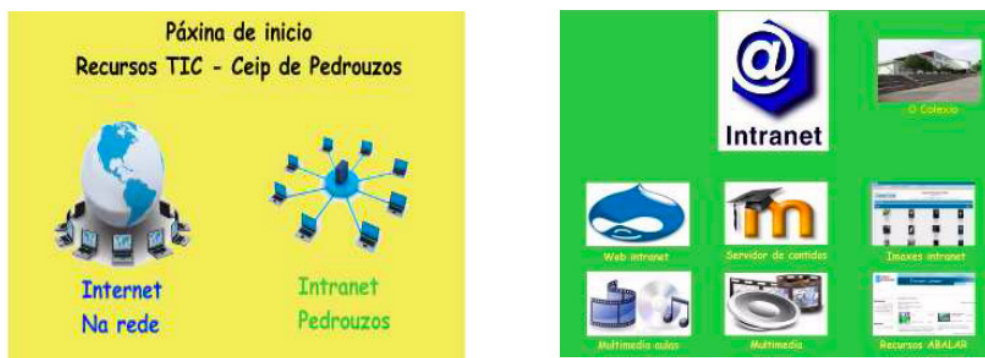 Páxina de inicio
Recursos TIC - Ceip de Pedrouzos
Internet
Na rede
Intranet
Pedrouzos
@
Intranet
O Colexio
m
Web intranet
Servidor de contidos
Imaxes intranet
Multimedia aulas
Multimedia
Recursos ABALAR